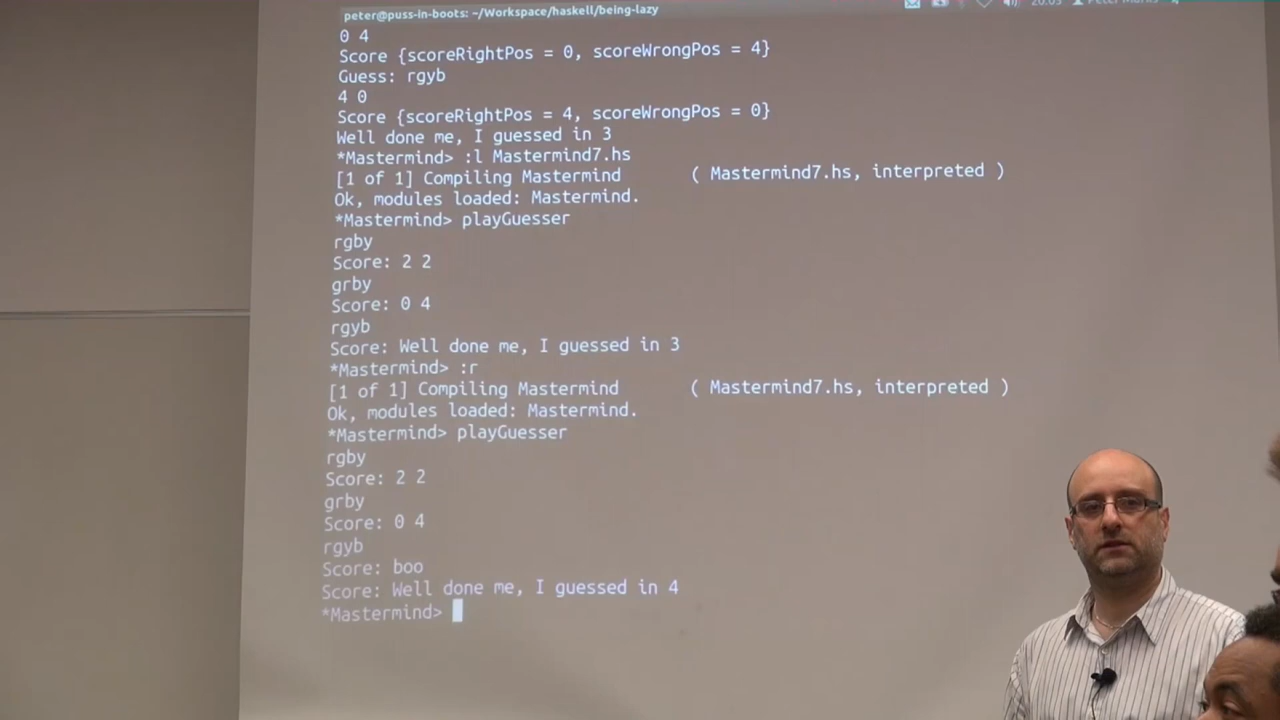 peter@puss-in-boots: ~/Workspace/haskell/being-lazy
20:03 Peter Marks
0 4
Score {scoreRightPos = 0, scoreWrongPos = 4}
Guess: rgyb
4 0
Score {scoreRightPos = 4, scoreWrongPos = 0}
Well done me, I guessed in 3
*Mastermind> :l Mastermind7.hs
[1 of 1] Compiling Mastermind ( Mastermind7.hs, interpreted )
Ok, modules loaded: Mastermind.
*Mastermind> playGuesser
rgby
Score: 2 2
grby
Score: 0 4
rgyb
Score: Well done me, I guessed in 3
*Mastermind> :r
[1 of 1] Compiling Mastermind ( Mastermind7.hs, interpreted )
Ok, modules loaded: Mastermind.
*Mastermind> playGuesser
rgby
Score: 2 2
grby
Score: 0 4
rgyb
Score: boo
Score: Well done me, I guessed in 4
*Mastermind>